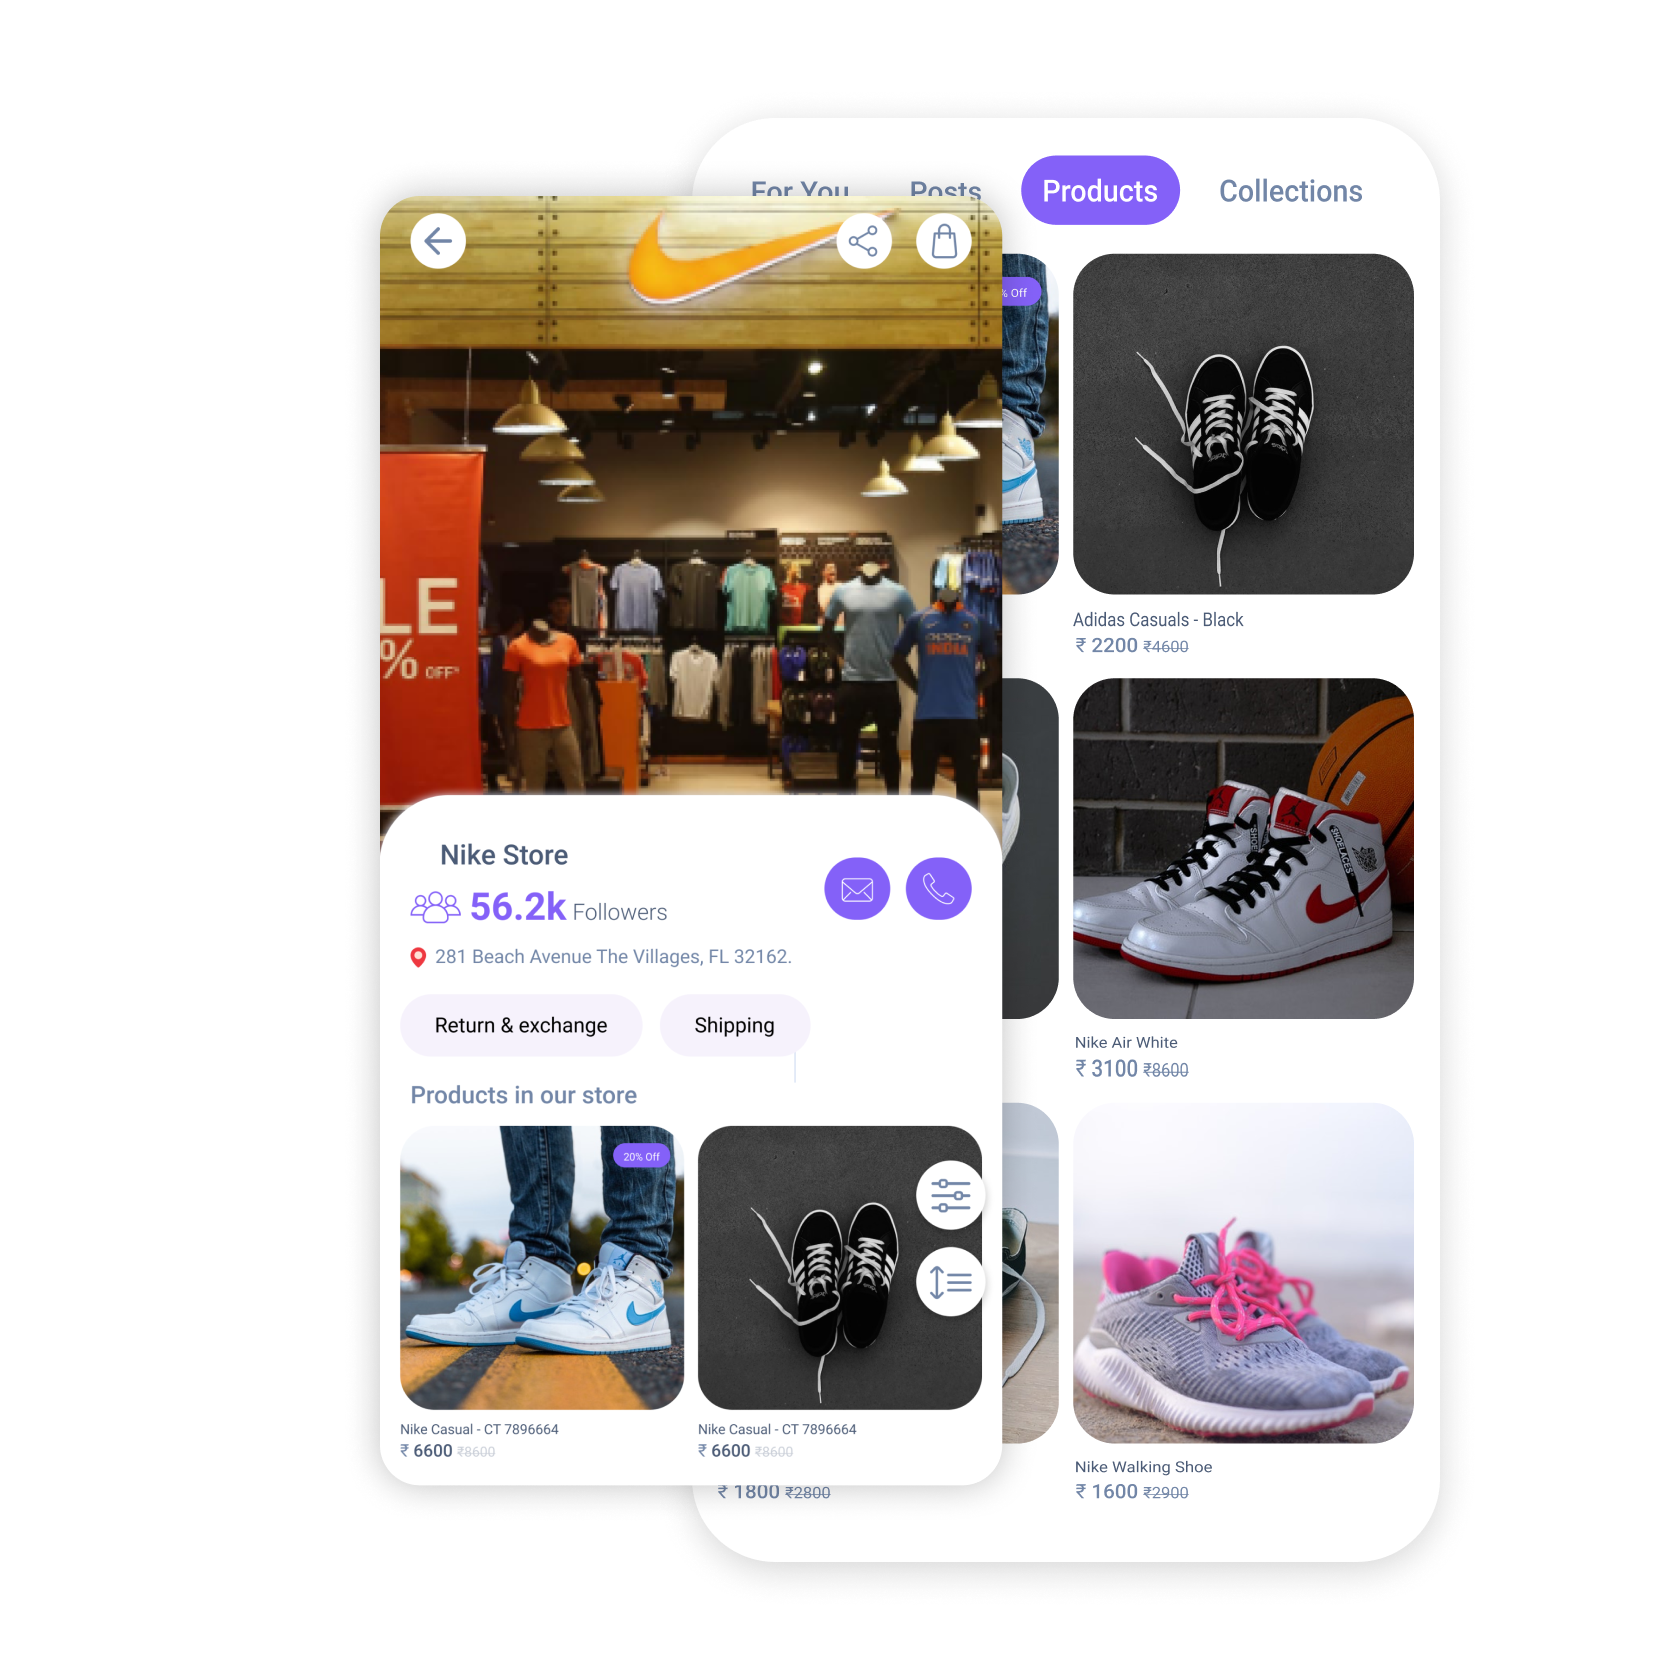 For You Posts Products Collections
% Off
LE
% OFF*
INDIA
Adidas Casuals - Black
₹ 2200 ₹4600
SHOELACES
Nike Air White
₹ 3100 ₹8600
Nike Store
56.2k Followers
281 Beach Avenue The Villages, FL 32162.
Return & exchange Shipping
Products in our store
20% Off
Nike Casual - CT 7896664
₹ 6600 ₹8600
Nike Casual - CT 7896664
₹ 6600 ₹8600
Nike Walking Shoe
₹ 1600 ₹2900
₹ 1800 ₹2800